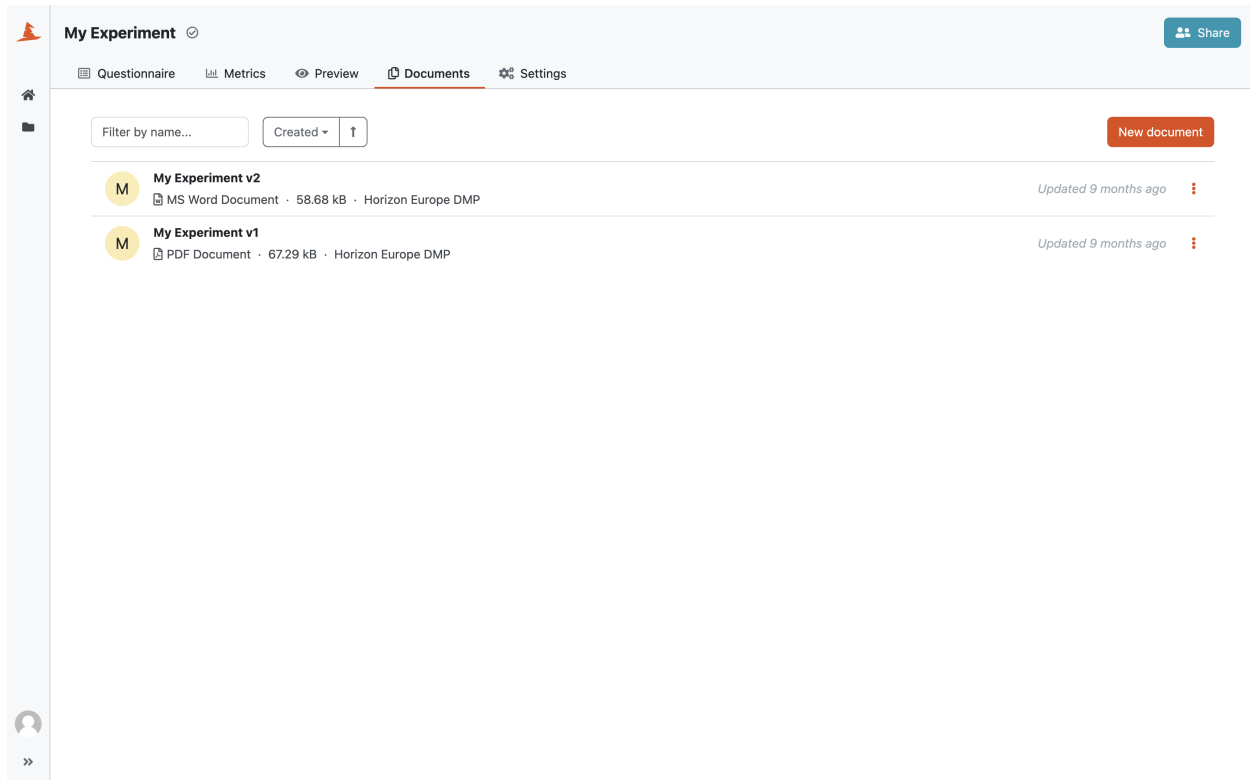 My Experiment
Share
Questionnaire Metrics Preview Documents Settings
Filter by name... Created New document
My Experiment v2
MS Word Document · 58.68 kB · Horizon Europe DMP
Updated 9 months ago
M
My Experiment v1
PDF Document · 67.29 kB · Horizon Europe DMP
Updated 9 months ago
M